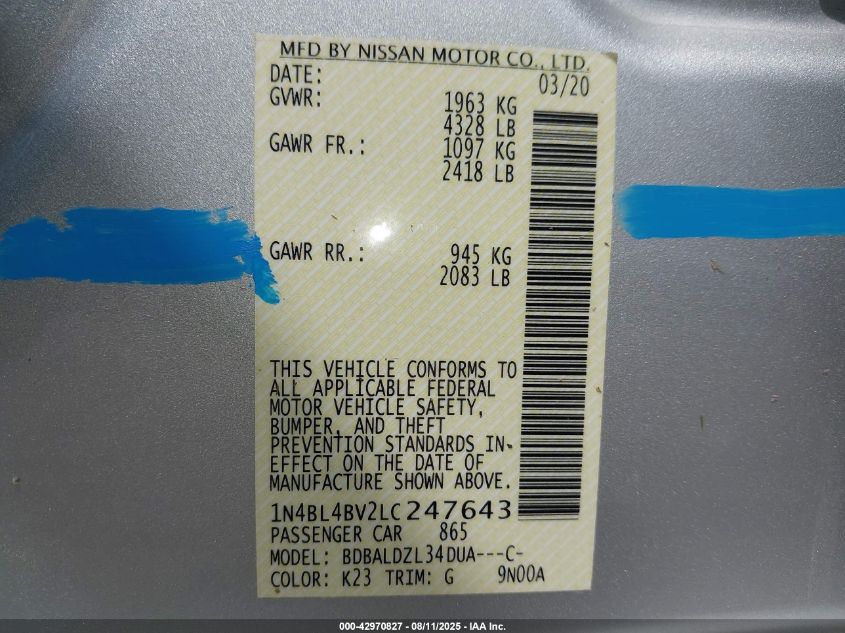 MFD BY NISSAN MOTOR CO., LTD.
DATE: 03/20
GVWR: 1963 KG
4328 LB
GAWR FR.: 1097 KG
2418 LB
GAWR RR.: 945 KG
2083 LB
THIS VEHICLE CONFORMS TO
ALL APPLICABLE FEDERAL
MOTOR VEHICLE SAFETY,
BUMPER, AND THEFT
PREVENTION STANDARDS IN-
EFFECT ON THE DATE OF
MANUFACTURE SHOWN ABOVE.
1N4BL4BV2LC247643
PASSENGER CAR 865
MODEL: BDBALDZL34DUA---C-
COLOR: K23 TRIM: G 9N00A
000-42970827 - 08/11/2025 - IAA Inc.